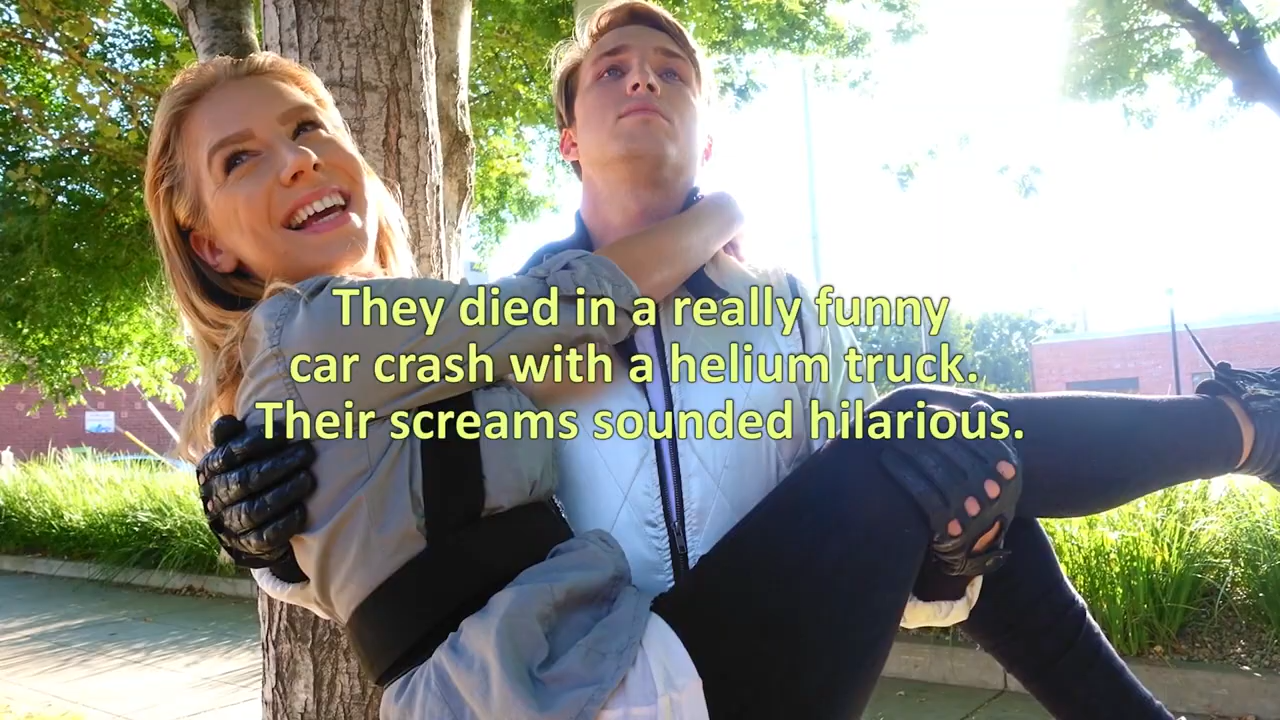 They died in a really funny
car crash with a helium truck.
Their screams sounded hilarious.